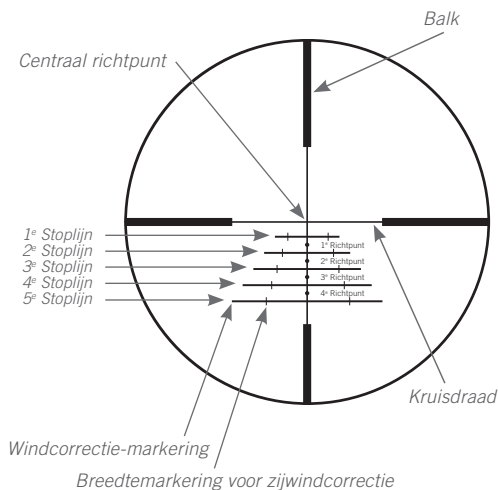 Balk
Centraal richtpunt
1e Stoplijn
1e Richtpunt
2e Stoplijn
2e Richtpunt
3e Stoplijn
3e Richtpunt
4e Stoplijn
4e Richtpunt
5e Stoplijn
Kruisdraad
Windcorrectie-markering
Breedtemarkering voor zijwindcorrectie